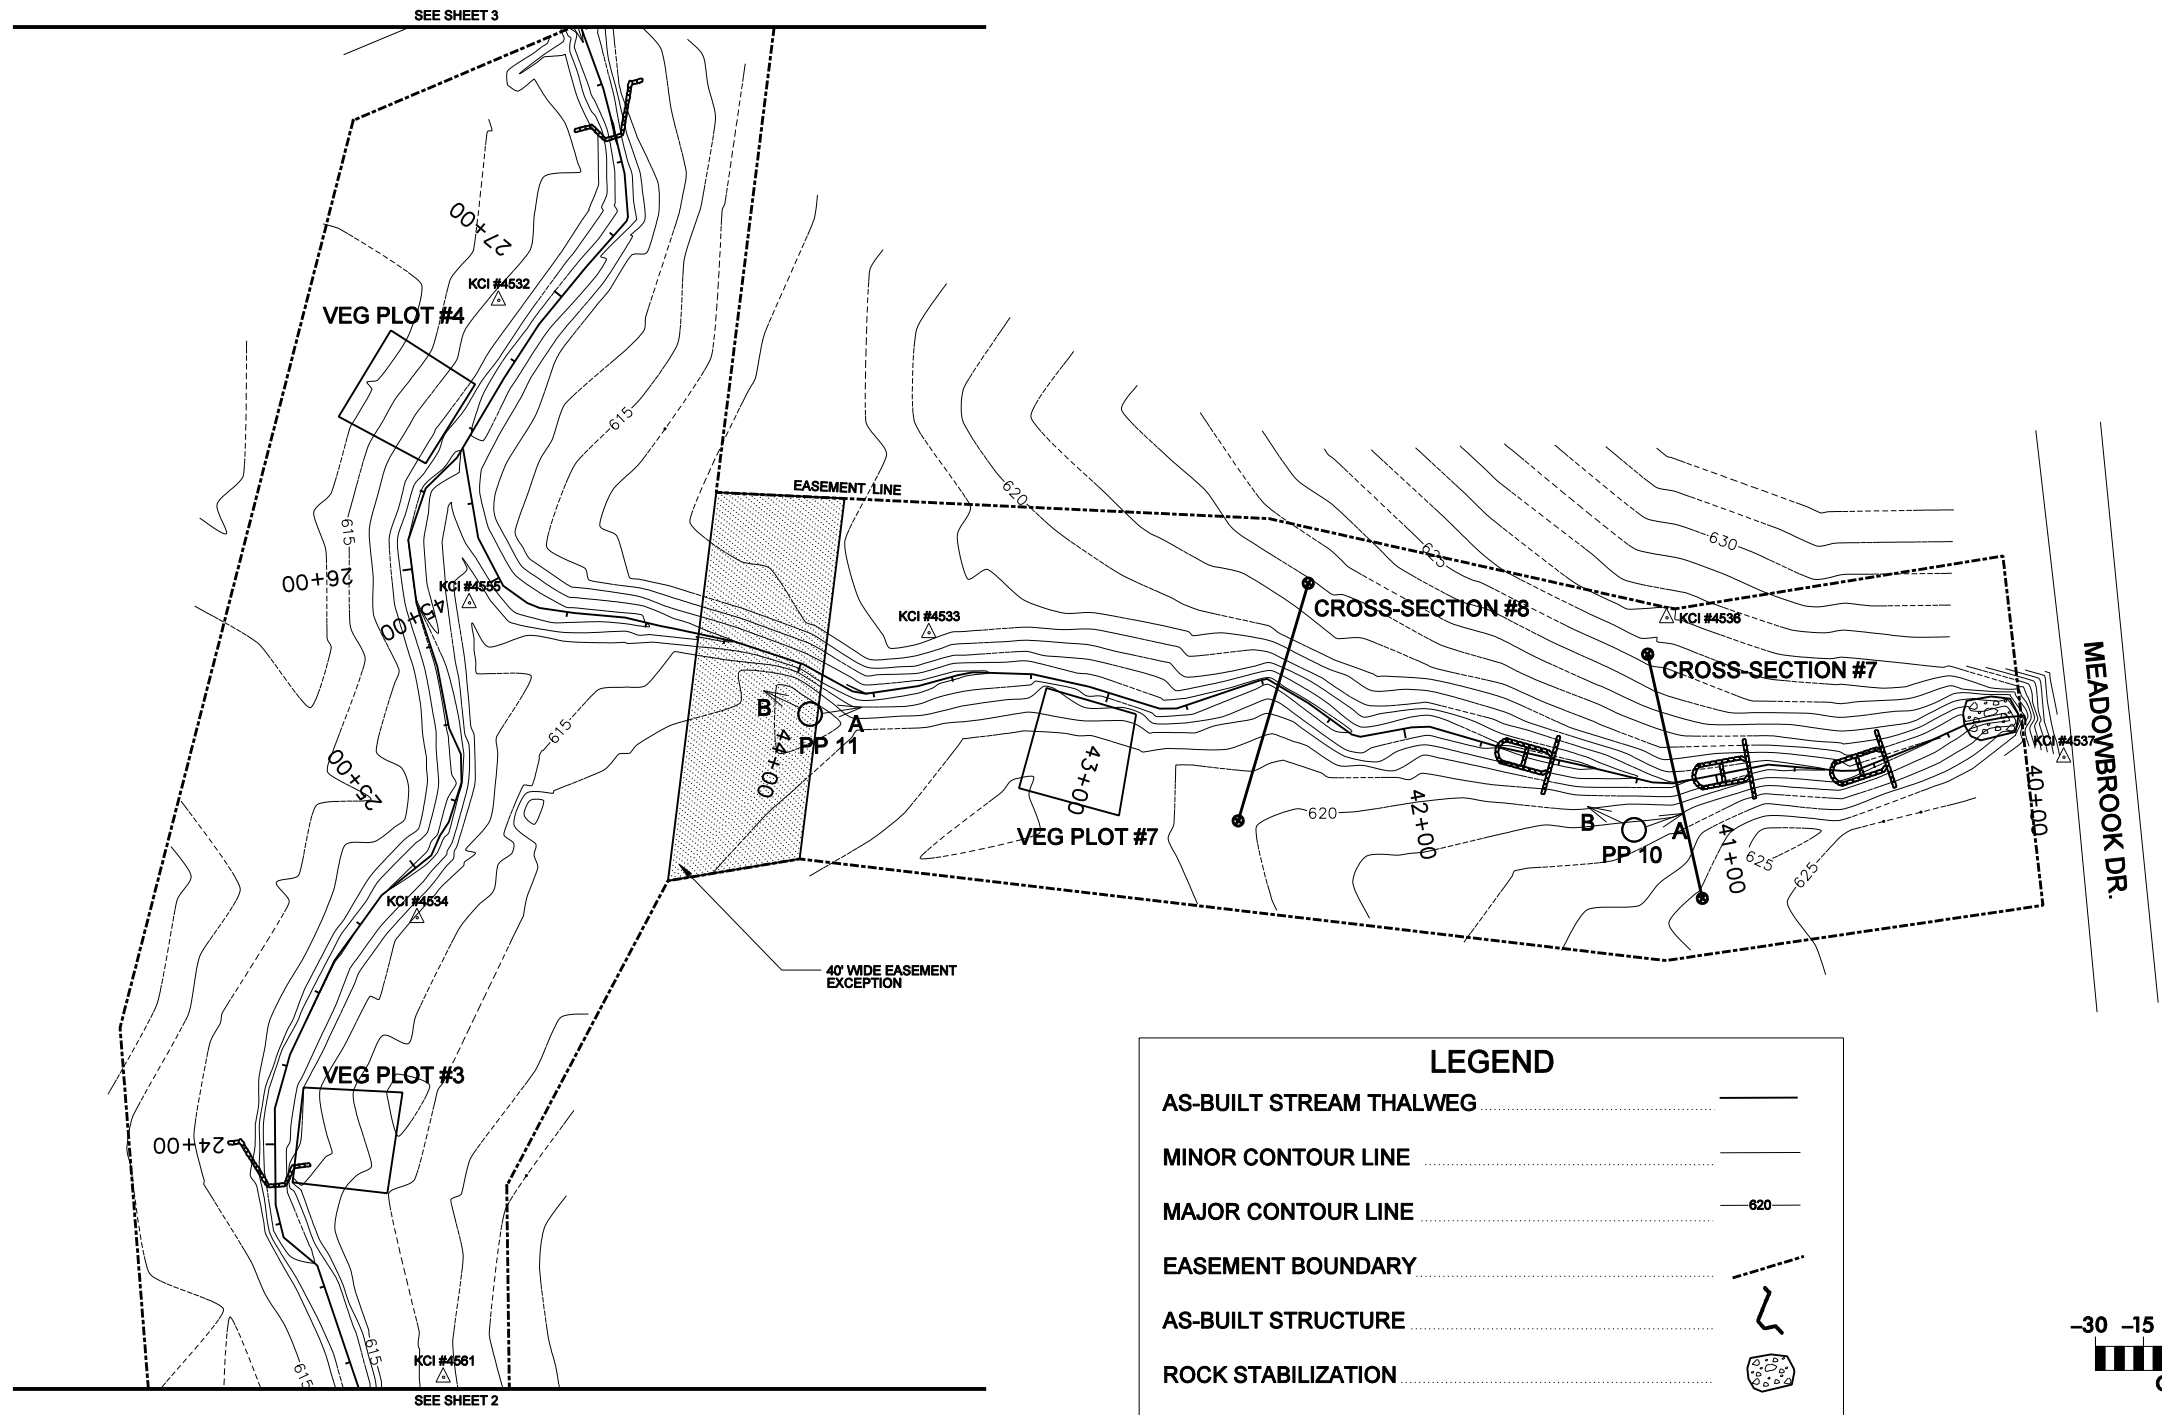 SEE SHEET 3
27+00
KCI #4532
VEG PLOT #4
615
615
EASEMENT LINE
620
625
630
26+00
KCI #4555
45+00
KCI #4533
CROSS-SECTION #8
KCI #4536
CROSS-SECTION #7
MEADOWBROOK DR.
B
A
PP 11
44+00
615
43+00
VEG PLOT #7
KCI #4537
40+00
25+00
620
42+00
B
A
PP 10
41+00
625
625
KCI #4534
40' WIDE EASEMENT
EXCEPTION
VEG PLOT #3
24+00
615
615
KCI #4561
SEE SHEET 2
LEGEND
AS-BUILT STREAM THALWEG
MINOR CONTOUR LINE
MAJOR CONTOUR LINE
620
EASEMENT BOUNDARY
AS-BUILT STRUCTURE
ROCK STABILIZATION
-30 -15